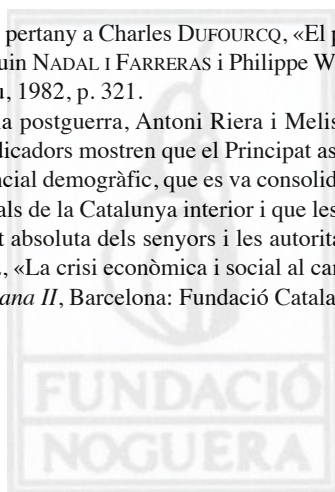 pertany a Charles DUFOURCQ, «El p
uin NADAL I FARRERAS i Philippe W
u, 1982, p. 321.
la postguerra, Antoni Riera i Melis
licadors mostren que el Principat as
ncial demogràfic, que es va consolid
als de la Catalunya interior i que les
t absoluta dels senyors i les autorita
., «La crisi econòmica i social al can
ana II, Barcelona: Fundació Catala
FUNDACIÓ
NOGUERA